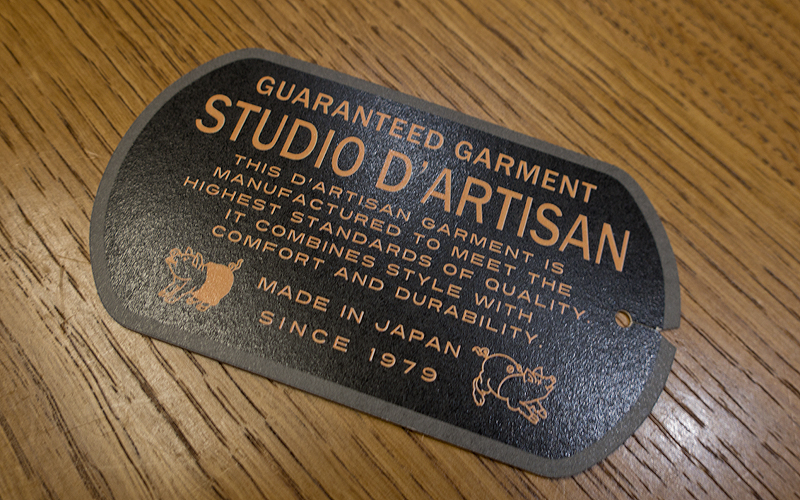 GUARANTEED GARMENT
STUDIO D'ARTISAN
THIS D'ARTISAN GARMENT IS
MANUFACTURED TO MEET THE
HIGHEST STANDARDS OF QUALITY.
IT COMBINES STYLE WITH
COMFORT AND DURABILITY.
MADE IN JAPAN
SINCE 1979